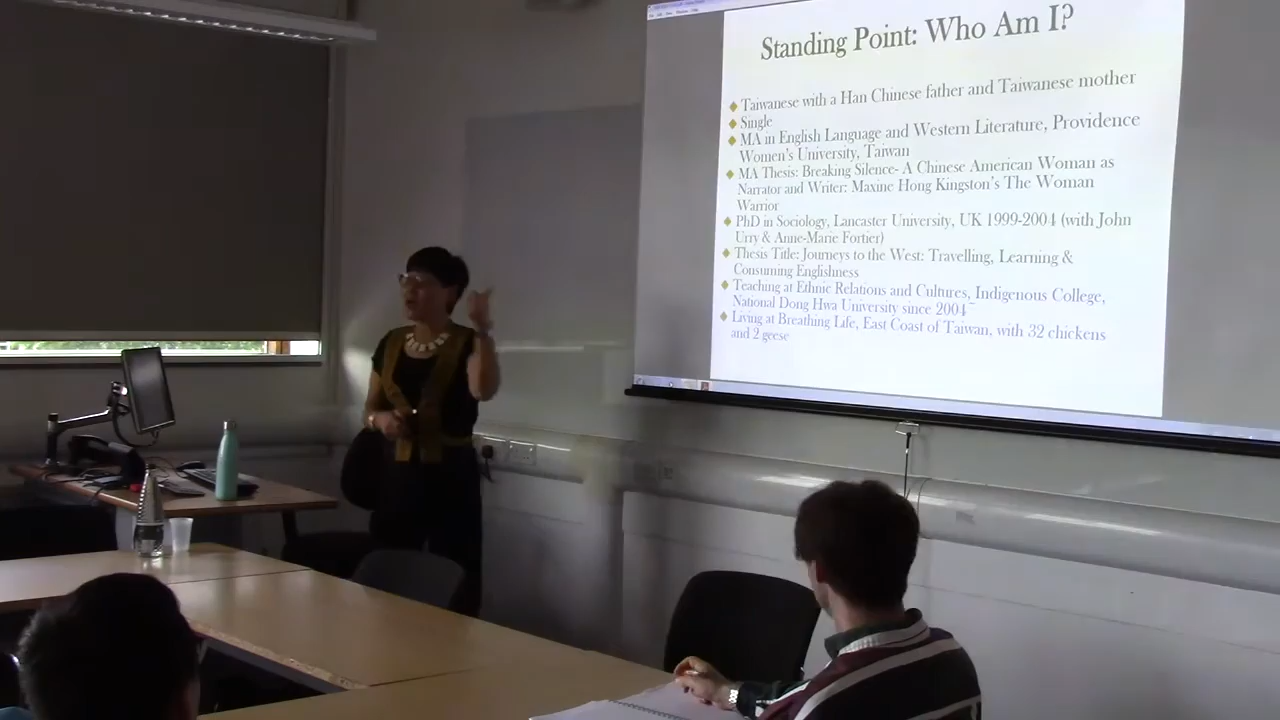 Standing Point: Who Am I?
Taiwanese with a Han Chinese father and Taiwanese mother
Single
MA in English Language and Western Literature, Providence
Women's University, Taiwan
MA Thesis: Breaking Silence- A Chinese American Woman as
Narrator and Writer: Maxine Hong Kingston's The Woman
Warrior
PhD in Sociology, Lancaster University, UK 1999-2004 (with John
Urry & Anne-Marie Fortier)
Thesis Title: Journeys to the West: Travelling, Learning &
Consuming Englishness
Teaching at Ethnic Relations and Cultures, Indigenous College,
National Dong Hwa University since 2004~
Living at Breathing Life, East Coast of Taiwan, with 32 chickens
and 2 geese